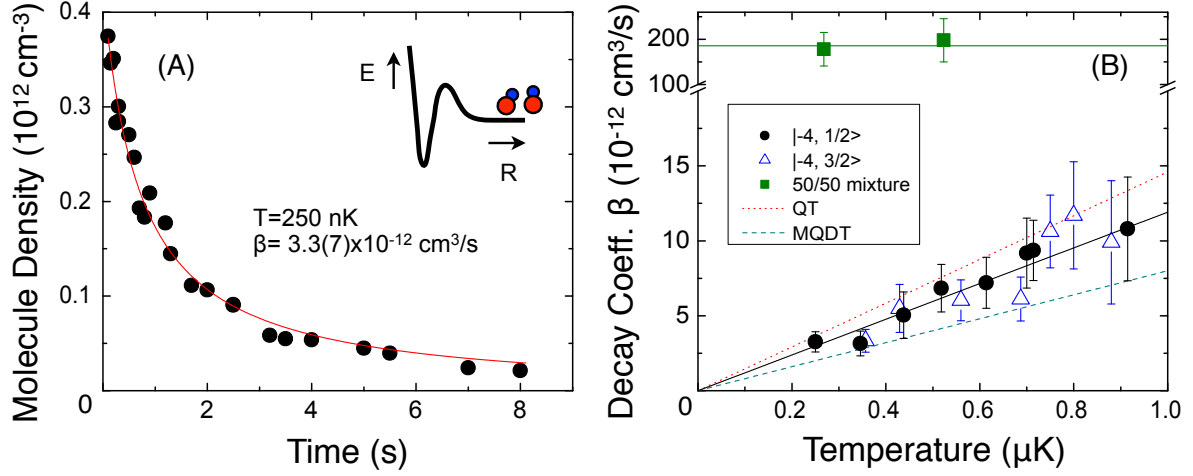 (A)
Molecule Density (10¹² cm⁻³)
0.4
0.3
0.2
0.1
0
0
2
4
6
8
Time (s)
E
R
T=250 nK
β= 3.3(7)x10⁻¹² cm³/s
(B)
Decay Coeff. β (10⁻¹² cm³/s)
200
100
15
10
5
0
0.2
0.4
0.6
0.8
1.0
Temperature (μK)
|-4, 1/2>
|-4, 3/2>
50/50 mixture
QT
MQDT